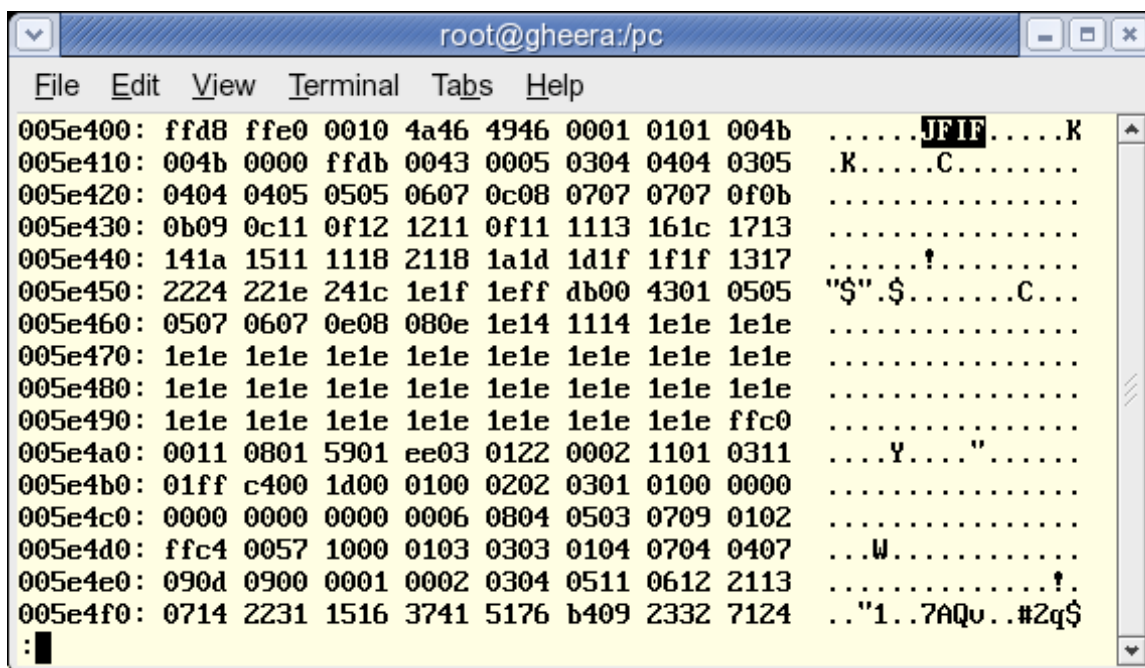 root@gheera:/pc
File Edit View Terminal Tabs Help
005e400: ffd8 ffe0 0010 4a46 4946 0001 0101 004b ......JFIF.....K
005e410: 004b 0000 ffdb 0043 0005 0304 0404 0305 .K.....C........
005e420: 0404 0405 0505 0607 0c08 0707 0707 0f0b ................
005e430: 0b09 0c11 0f12 1211 0f11 1113 161c 1713 ................
005e440: 141a 1511 1118 2118 1a1d 1d1f 1f1f 1317 ......!.........
005e450: 2224 221e 241c 1e1f 1eff db00 4301 0505 "$".$.......C...
005e460: 0507 0607 0e08 080e 1e14 1114 1e1e 1e1e ................
005e470: 1e1e 1e1e 1e1e 1e1e 1e1e 1e1e 1e1e 1e1e ................
005e480: 1e1e 1e1e 1e1e 1e1e 1e1e 1e1e 1e1e 1e1e ................
005e490: 1e1e 1e1e 1e1e 1e1e 1e1e 1e1e 1e1e ffc0 ................
005e4a0: 0011 0801 5901 ee03 0122 0002 1101 0311 ....Y...."......
005e4b0: 01ff c400 1d00 0100 0202 0301 0100 0000 ................
005e4c0: 0000 0000 0000 0006 0804 0503 0709 0102 ................
005e4d0: ffc4 0057 1000 0103 0303 0104 0704 0407 ...W............
005e4e0: 090d 0900 0001 0002 0304 0511 0612 2113 ..............!.
005e4f0: 0714 2231 1516 3741 5176 b409 2332 7124 .."1..7AQv..#2q$
: